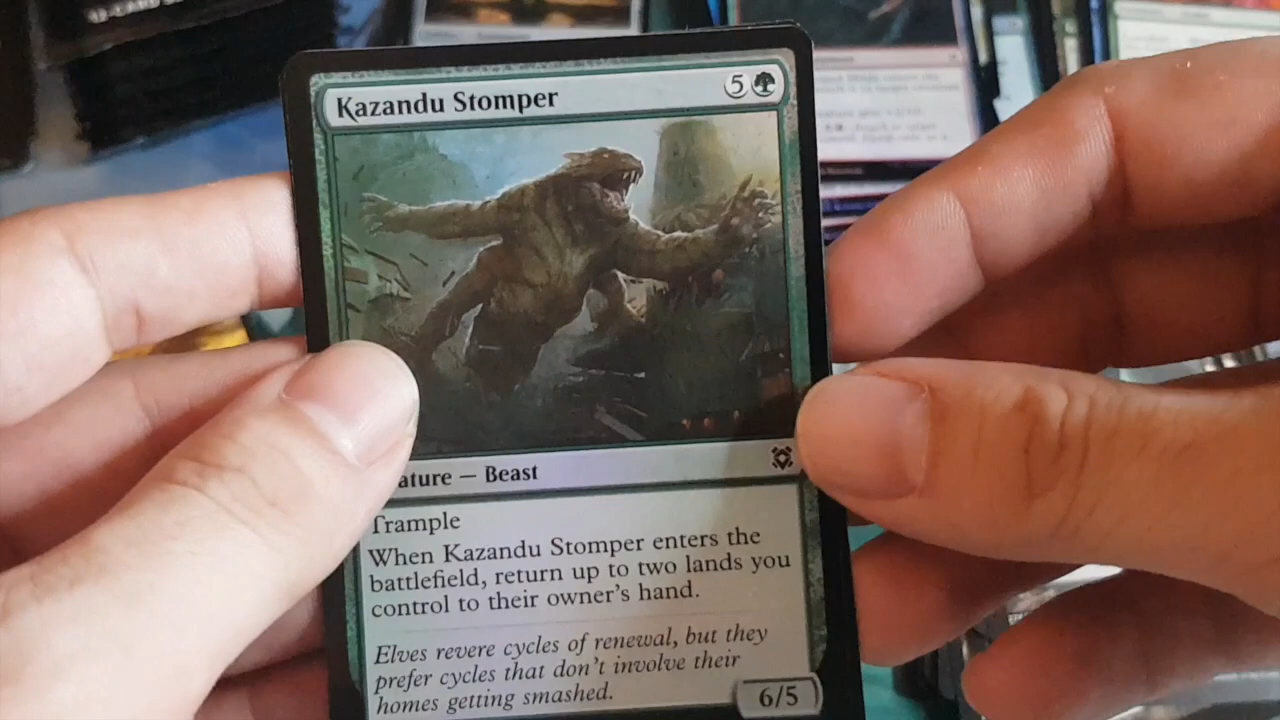 Kazandu Stomper
5
ature — Beast
Trample
When Kazandu Stomper enters the
battlefield, return up to two lands you
control to their owner's hand.
Elves revere cycles of renewal, but they
prefer cycles that don't involve their
homes getting smashed.
6/5